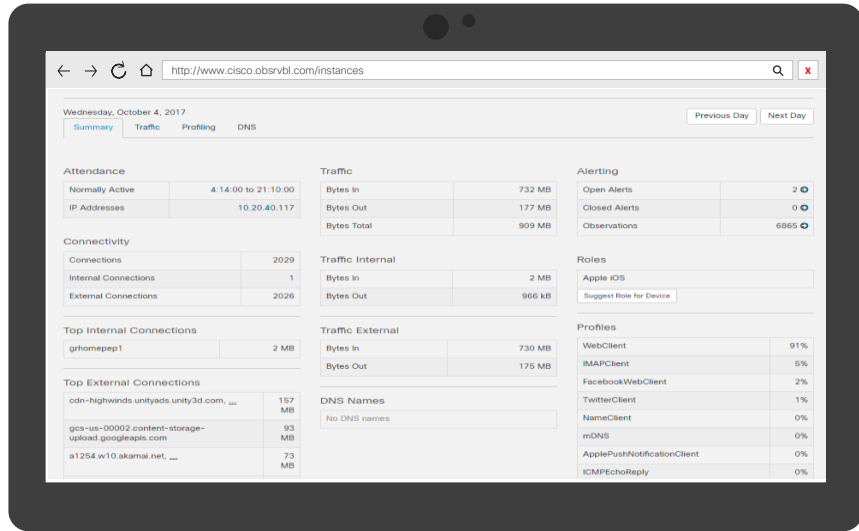 http://www.cisco.obsrvbl.com/instances
X
Wednesday, October 4, 2017
Previous Day Next Day
Summary Traffic Profiling DNS
Attendance
Normally Active 4:14:00 to 21:10:00
IP Addresses 10.20.40.117
Connectivity
Connections 2029
Internal Connections 1
External Connections 2026
Top Internal Connections
grhomepep1 2 MB
Top External Connections
cdn-highwinds.unityads.unity3d.com, ... 157
MB
gcs-us-00002.content-storage- 93
upload.googleapis.com MB
a1254.w10.akamai.net, ... 73
MB
Traffic
Bytes In 732 MB
Bytes Out 177 MB
Bytes Total 909 MB
Traffic Internal
Bytes In 2 MB
Bytes Out 966 kB
Traffic External
Bytes In 730 MB
Bytes Out 175 MB
DNS Names
No DNS names
Alerting
Open Alerts 2
Closed Alerts 0
Observations 6865
Roles
Apple iOS
Suggest Role for Device
Profiles
WebClient 91%
IMAPClient 5%
FacebookWebClient 2%
TwitterClient 1%
NameClient 0%
mDNS 0%
ApplePushNotificationClient 0%
ICMPEchoReply 0%